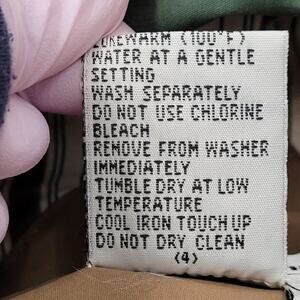 LUKEWARM (100°F)
WATER AT A GENTLE
SETTING
WASH SEPARATELY
DO NOT USE CHLORINE
BLEACH
REMOVE FROM WASHER
IMMEDIATELY
TUMBLE DRY AT LOW
TEMPERATURE
COOL IRON TOUCH UP
DO NOT DRY CLEAN
(4)